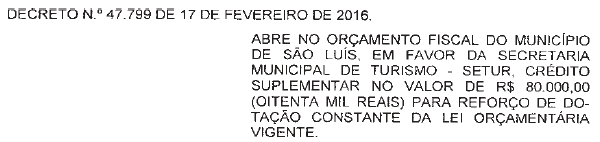 DECRETO N.º 47.799 DE 17 DE FEVEREIRO DE 2016.
ABRE NO ORÇAMENTO FISCAL DO MUNICÍPIO
DE SÃO LUÍS, EM FAVOR DA SECRETARIA
MUNICIPAL DE TURISMO - SETUR, CRÉDITO
SUPLEMENTAR NO VALOR DE R$ 80.000,00
(OITENTA MIL REAIS) PARA REFORÇO DE DO-
TAÇÃO CONSTANTE DA LEI ORÇAMENTÁRIA
VIGENTE.